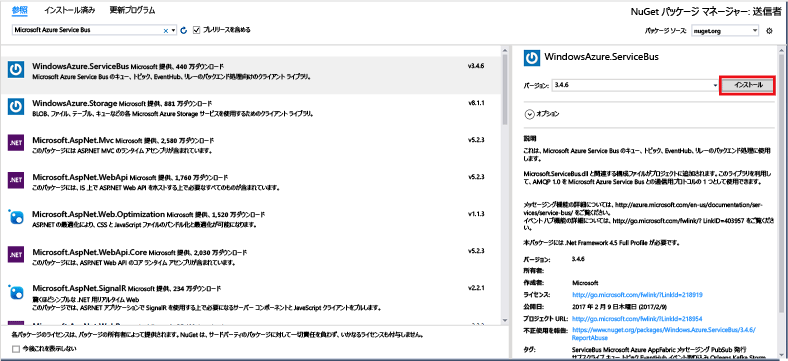 参照 インストール済み 更新プログラム
NuGet パッケージ マネージャー: 送信者
Microsoft Azure Service Bus
プレリリースを含める
パッケージ ソース: nuget.org
WindowsAzure.ServiceBus Microsoft 提供、440 万ダウンロード v3.4.6
Microsoft Azure Service Bus のキュー、トピック、EventHub、リレーのバックエンド処理向けのクライアント ライブラリ。
WindowsAzure.Storage Microsoft 提供、881 万ダウンロード v8.1.1
BLOB、ファイル、テーブル、キューなどの各 Microsoft Azure Storage サービスを使用するためのクライアント ライブラリ。
.NET
Microsoft.AspNet.Mvc Microsoft 提供、2,580 万ダウンロード v5.2.3
このパッケージには ASP.NET MVC のランタイム アセンブリが含まれています。
.NET
Microsoft.AspNet.WebApi Microsoft 提供、1,760 万ダウンロード v5.2.3
このパッケージには、IS 上で ASP.NET Web API をホストする上で必要なすべてのものが含まれています。
Microsoft.AspNet.Web.Optimization Microsoft 提供、1,520 万ダウンロード v1.1.3
ASP.NET の最適化により、CSS と JavaScript ファイルのバンドル化と最適化が可能になります。
.NET
Microsoft.AspNet.WebApi.Core Microsoft 提供、2,030 万ダウンロード v5.2.3
このパッケージには、ASP.NET Web API のコア ランタイム アセンブリが含まれています。
Microsoft.AspNet.SignalR Microsoft 提供、234 万ダウンロード v2.2.1
驚くほどシンプルな .NET 用リアルタイム Web
このパッケージでは、ASP.NET アプリケーションで SignalR を使用する上で必要になるサーバー コンポーネントと JavaScript クライアントをプルします。
各パッケージのライセンスは、パッケージの所有者によって提供されます。NuGet は、サードパーティのパッケージに対して一切責任を負わず、いかなるライセンスも付与しません。
今後これを表示しない
WindowsAzure.ServiceBus
バージョン: 3.4.6 インストール
オプション
説明
これは、Microsoft Azure Service Bus のキュー、トピック、EventHub、リレーのバックエンド処理に使用します。
Microsoft.ServiceBus.dll と関連する構成ファイルがプロジェクトに追加されます。このライブラリを利用して、AMQP 1.0 を Microsoft Azure Service Bus との通信用プロトコルの 1 つとして使用できます。
メッセージング機能の詳細については、http://azure.microsoft.com/en-us/documentation/ser-
vices/service-bus/ をご覧ください。
イベント ハブ機能の詳細については、http://go.microsoft.com/fwlink/? LinkID=403957 をご覧ください。
本パッケージには .Net Framework 4.5 Full Profile が必要です。
バージョン: 3.4.6
所有者:
作成者: Microsoft
ライセンス: http://go.microsoft.com/fwlink/?LinkId=218919
公開日: 2017 年 2 月 9 日木曜日 (2017/2/9)
プロジェクト URL: http://go.microsoft.com/fwlink/?LinkId=218954
不正使用を報告: https://www.nuget.org/packages/WindowsAzure.ServiceBus/3.4.6/
ReportAbuse
タグ: ServiceBus Microsoft Azure AppFabric メッセージング PubSub 発行